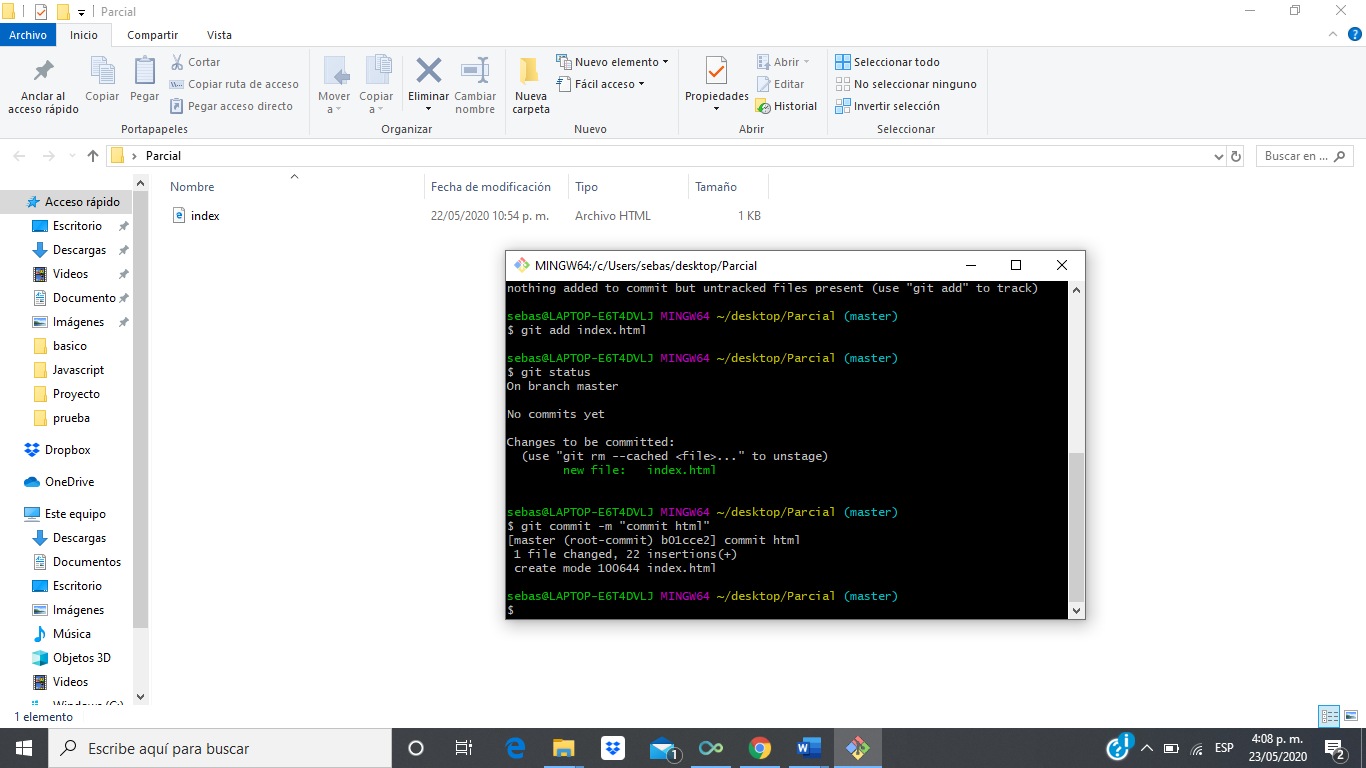 Parcial
Archivo Inicio Compartir Vista
Anclar al acceso rápido
Copiar
Pegar
Cortar
Copiar ruta de acceso
Pegar acceso directo
Portapapeles
Mover a
Copiar a
Eliminar
Cambiar nombre
Organizar
Nueva carpeta
Nuevo elemento
Fácil acceso
Nuevo
Propiedades
Abrir
Editar
Historial
Abrir
Seleccionar todo
No seleccionar ninguno
Invertir selección
Seleccionar
Parcial
Buscar en ...
Acceso rápido
Escritorio
Descargas
Videos
Documento
Imágenes
basico
Javascript
Proyecto
prueba
Dropbox
OneDrive
Este equipo
Descargas
Documentos
Escritorio
Imágenes
Música
Objetos 3D
Videos
Windows (C:)
Nombre Fecha de modificación Tipo Tamaño
index 22/05/2020 10:54 p. m. Archivo HTML 1 KB
MINGW64:/c/Users/sebas/desktop/Parcial
nothing added to commit but untracked files present (use "git add" to track)
sebas@LAPTOP-E6T4DVLJ MINGW64 ~/desktop/Parcial (master)
$ git add index.html
sebas@LAPTOP-E6T4DVLJ MINGW64 ~/desktop/Parcial (master)
$ git status
On branch master
No commits yet
Changes to be committed:
(use "git rm --cached <file>..." to unstage)
new file: index.html
sebas@LAPTOP-E6T4DVLJ MINGW64 ~/desktop/Parcial (master)
$ git commit -m "commit html"
[master (root-commit) b01cce2] commit html
1 file changed, 22 insertions(+)
create mode 100644 index.html
sebas@LAPTOP-E6T4DVLJ MINGW64 ~/desktop/Parcial (master)
$
1 elemento
Escribe aquí para buscar
1
ESP
4:08 p. m.
23/05/2020
2